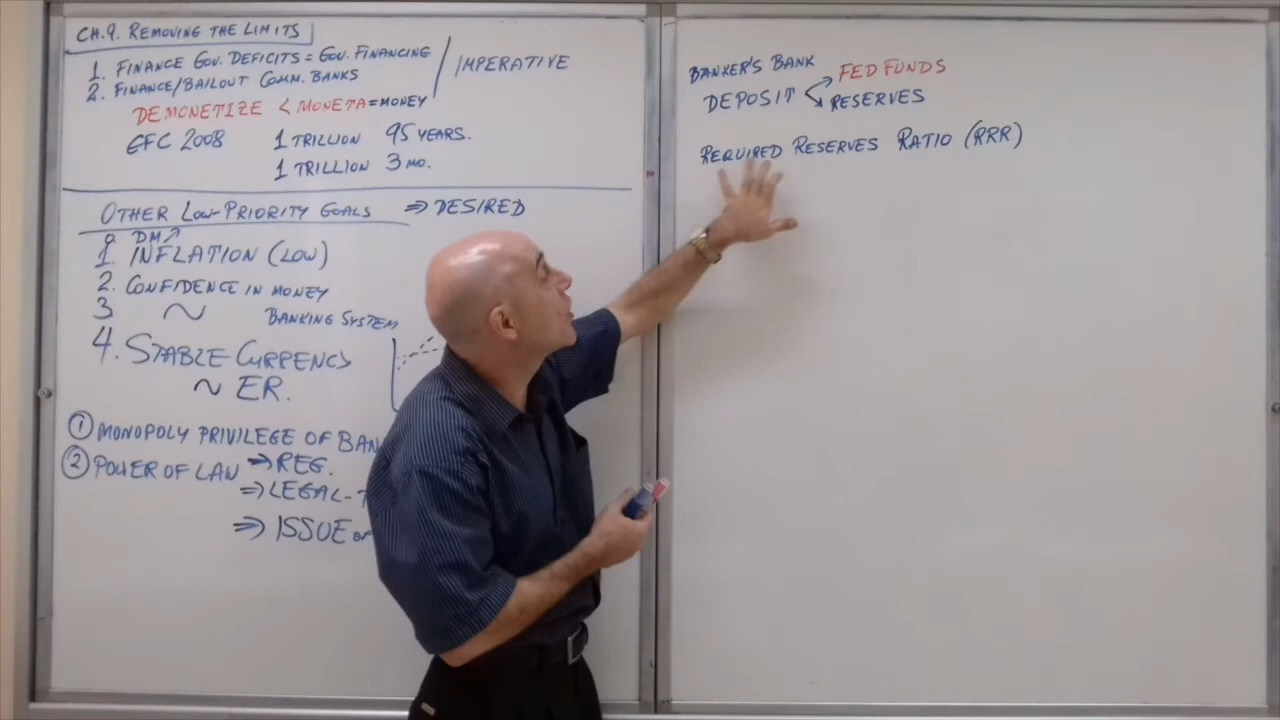 CH.9. REMOVING THE LIMITS
1. FINANCE GOV. DEFICITS = GOV. FINANCING
2. FINANCE/BAILOUT COMM. BANKS
IMPERATIVE
DEMONETIZE < MONETA = MONEY
GFC 2008 1 TRILLION 95 YEARS.
1 TRILLION 3 MO.
OTHER LOW-PRIORITY GOALS ⇒ DESIRED
0. DM↗
1. INFLATION (LOW)
2. CONFIDENCE IN MONEY
3 ~ BANKING SYSTEM
4. STABLE CURRENCY
~ ER.
① MONOPOLY PRIVILEGE OF BAN
② POWER OF LAW ⇒ REG.
⇒ LEGAL-
⇒ ISSUE OF
BANKER'S BANK
FED FUNDS
DEPOSIT
RESERVES
REQUIRED RESERVES RATIO (RRR)